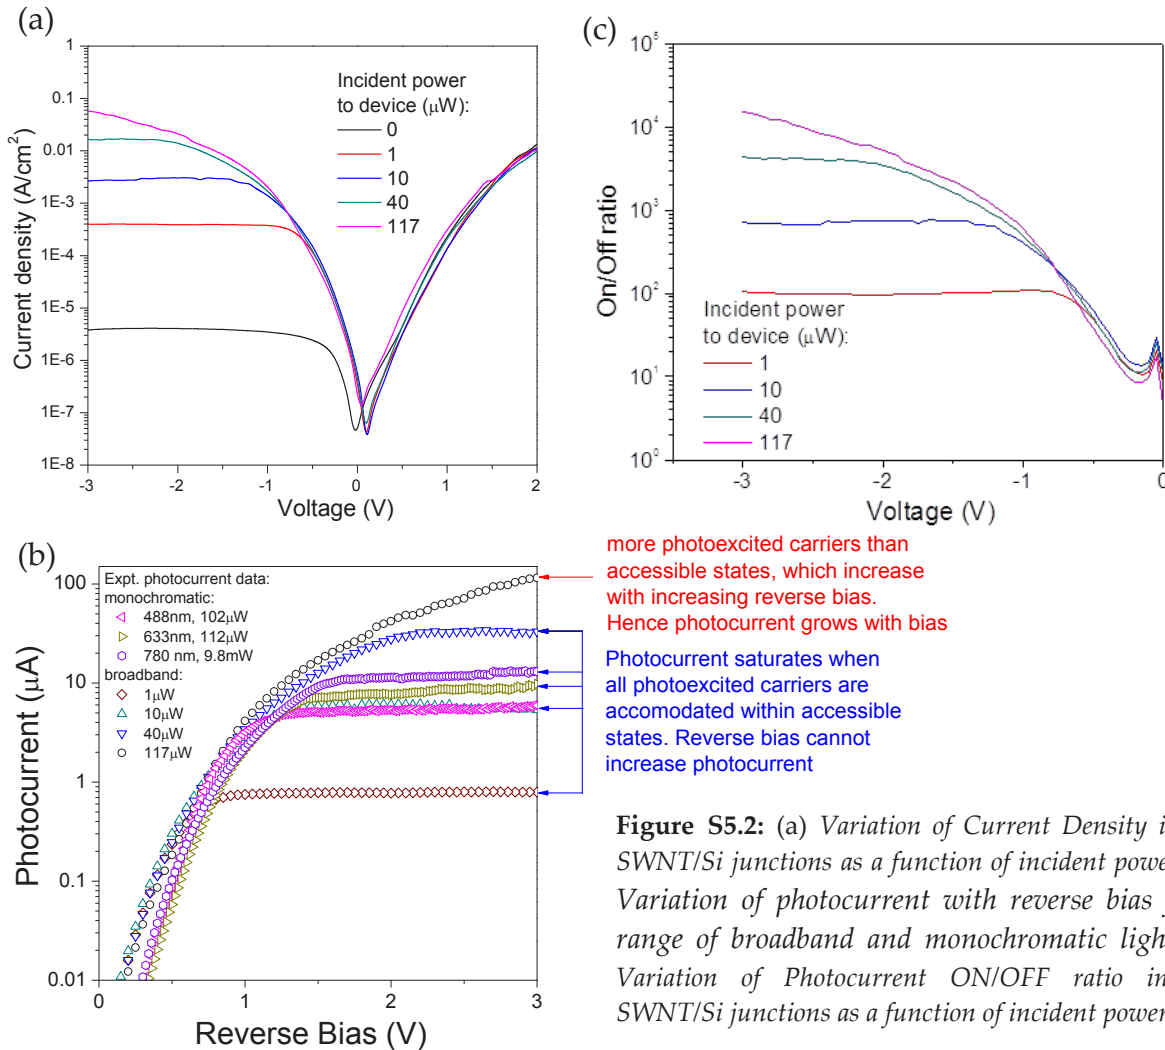 (a)
1
0.1
0.01
1E-3
1E-4
1E-5
1E-6
1E-7
1E-8
Current density (A/cm²)
Incident power
to device (μW):
0
1
10
40
117
-3
-2
-1
0
1
2
Voltage (V)
(c)
10⁵
10⁴
10³
10²
10¹
10⁰
On/Off ratio
Incident power
to device (μW):
1
10
40
117
-3
-2
-1
0
Voltage (V)
(b)
100
10
1
0.1
0.01
Photocurrent (μA)
Expt. photocurrent data:
monochromatic:
488nm, 102μW
633nm, 112μW
780 nm, 9.8mW
broadband:
1μW
10μW
40μW
117μW
0
1
2
3
Reverse Bias (V)
more photoexcited carriers than
accessible states, which increase
with increasing reverse bias.
Hence photocurrent grows with bias
Photocurrent saturates when
all photoexcited carriers are
accomodated within accessible
states. Reverse bias cannot
increase photocurrent
Figure S5.2: (a) Variation of Current Density i
SWNT/Si junctions as a function of incident power
Variation of photocurrent with reverse bias
range of broadband and monochromatic light
Variation of Photocurrent ON/OFF ratio in
SWNT/Si junctions as a function of incident power